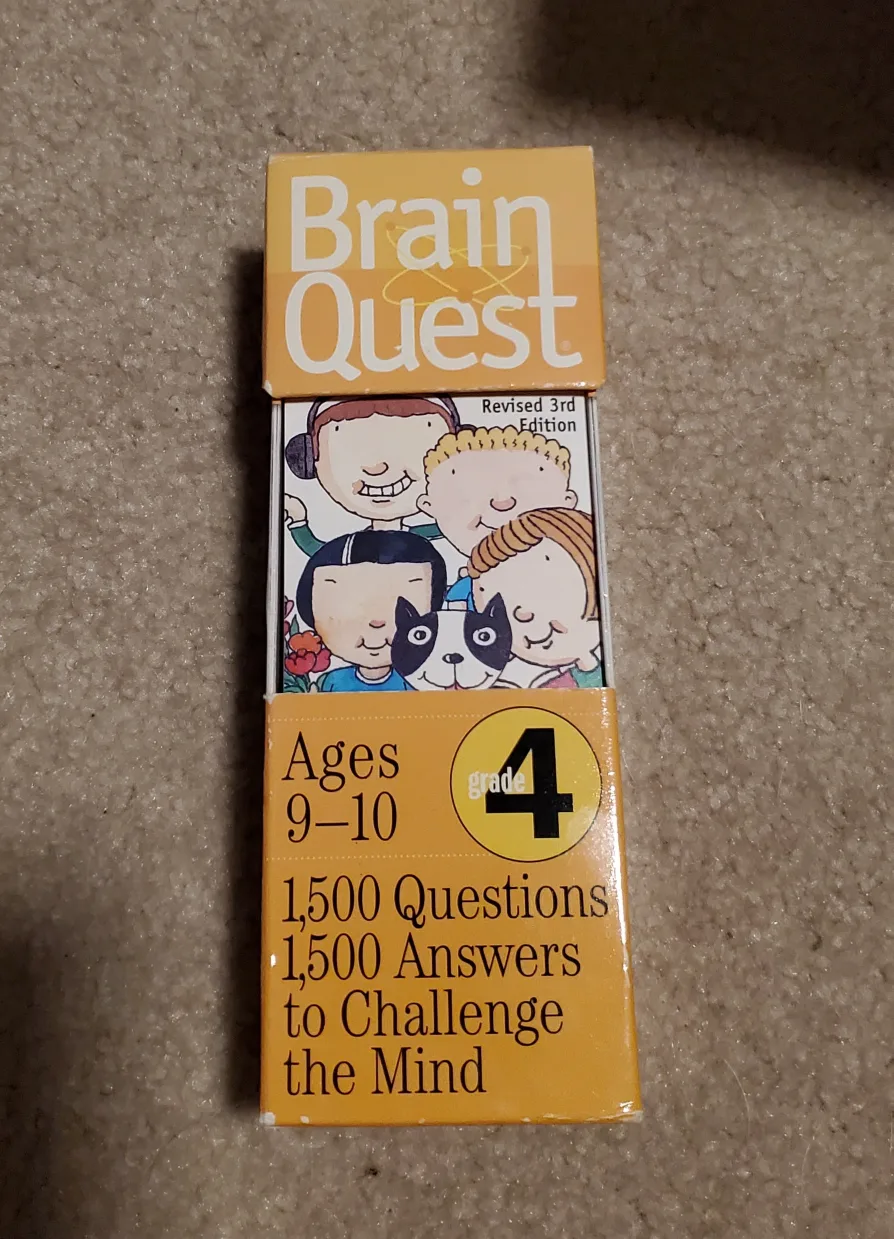 Brain
Quest
Revised 3rd
Edition
Ages
9–10
grade 4
1,500 Questions
1,500 Answers
to Challenge
the Mind